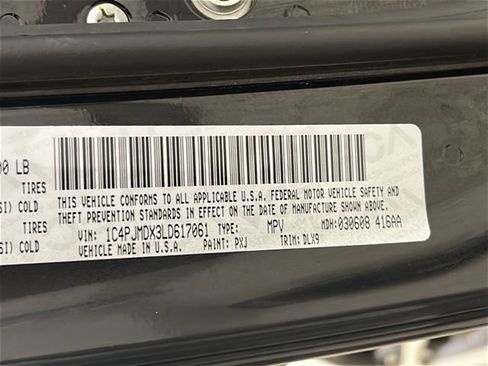 00 LB
TIRES
SI) COLD
TIRES
SI) COLD
THIS VEHICLE CONFORMS TO ALL APPLICABLE U.S.A. FEDERAL MOTOR VEHICLE SAFETY AND
THEFT PREVENTION STANDARDS IN EFFECT ON THE DATE OF MANUFACTURE SHOWN ABOVE.
VIN: 1C4PJMDX3LD617061 TYPE: MPV MDH: 030608 416AA
VEHICLE MADE IN U.S.A. PAINT: PXJ TRIM: DLX9